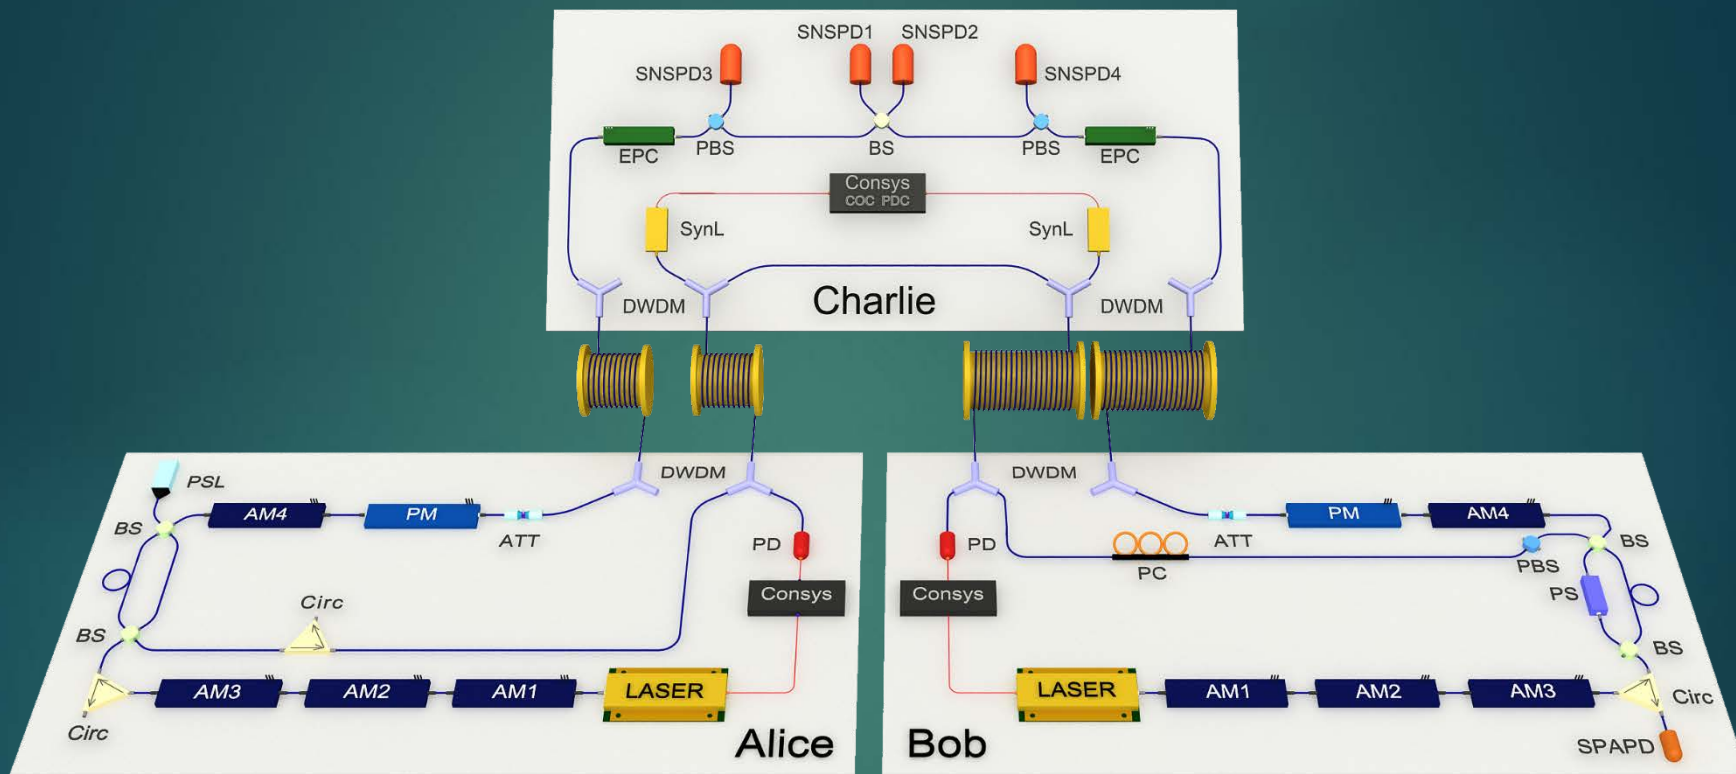 SNSPD1
SNSPD2
SNSPD3
SNSPD4
EPC
PBS
BS
PBS
EPC
Consys
COC PDC
SynL
SynL
DWDM
Charlie
DWDM
PSL
DWDM
BS
AM4
PM
ATT
PD
Consys
Circ
BS
AM3
AM2
AM1
LASER
Circ
Alice
DWDM
PD
PC
ATT
PM
AM4
BS
PBS
Consys
PS
BS
LASER
AM1
AM2
AM3
Circ
Bob
SPAPD